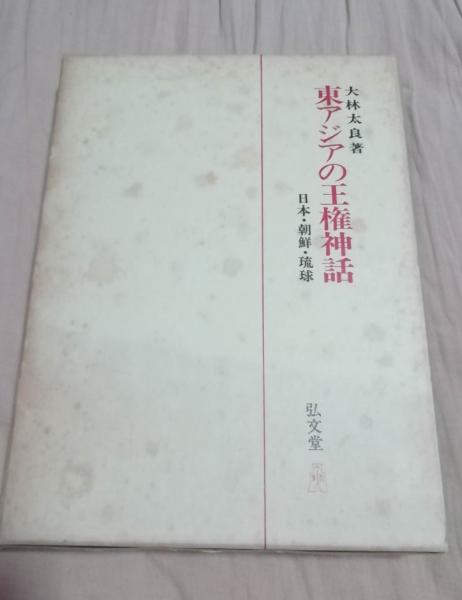 大林太良著
東アジアの王権神話
日本・朝鮮・琉球
弘文堂